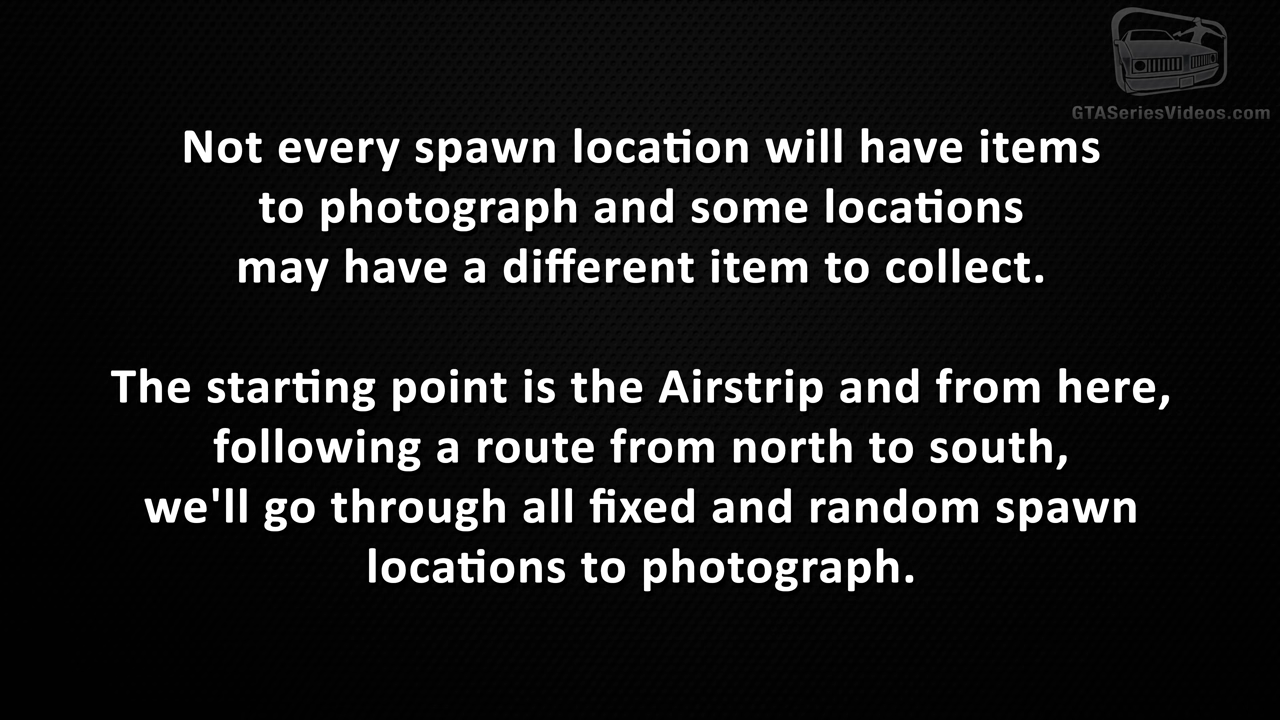 GTASeriesVideos.com
Not every spawn location will have items
to photograph and some locations
may have a different item to collect.
The starting point is the Airstrip and from here,
following a route from north to south,
we'll go through all fixed and random spawn
locations to photograph.